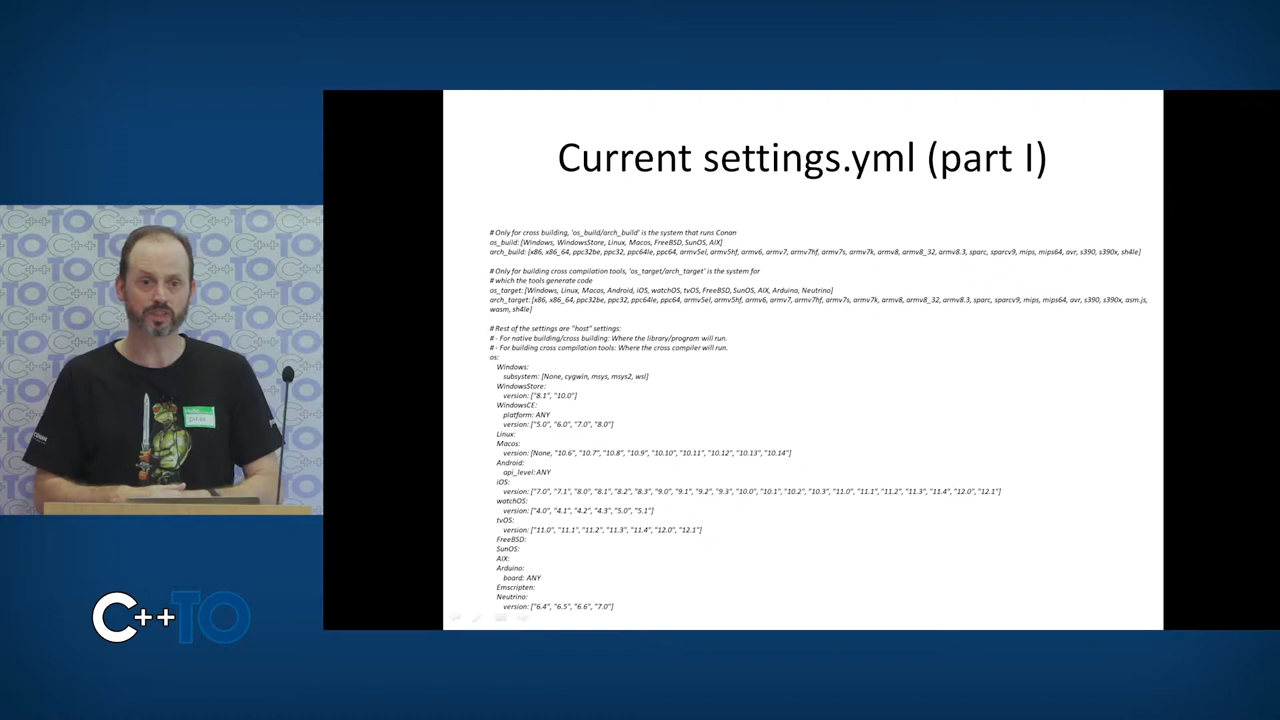 Current settings.yml (part I)
# Only for cross building, 'os_build/arch_build' is the system that runs Conan
os_build: [Windows, WindowsStore, Linux, Macos, FreeBSD, SunOS, AIX]
arch_build: [x86, x86_64, ppc32be, ppc32, ppc64le, ppc64, armv5el, armv5hf, armv6, armv7, armv7hf, armv7s, armv7k, armv8, armv8_32, armv8.3, sparc, sparcv9, mips, mips64, avr, s390, s390x, sh4le]
# Only for building cross compilation tools, 'os_target/arch_target' is the system for
# which the tools generate code
os_target: [Windows, Linux, Macos, Android, iOS, watchOS, tvOS, FreeBSD, SunOS, AIX, Arduino, Neutrino]
arch_target: [x86, x86_64, ppc32be, ppc32, ppc64le, ppc64, armv5el, armv5hf, armv6, armv7, armv7hf, armv7s, armv7k, armv8, armv8_32, armv8.3, sparc, sparcv9, mips, mips64, avr, s390, s390x, asm.js,
wasm, sh4le]
# Rest of the settings are "host" settings:
# - For native building/cross building: Where the library/program will run.
# - For building cross compilation tools: Where the cross compiler will run.
os:
Windows:
subsystem: [None, cygwin, msys, msys2, wsl]
WindowsStore:
version: ["8.1", "10.0"]
WindowsCE:
platform: ANY
version: ["5.0", "6.0", "7.0", "8.0"]
Linux:
Macos:
version: [None, "10.6", "10.7", "10.8", "10.9", "10.10", "10.11", "10.12", "10.13", "10.14"]
Android:
api_level: ANY
iOS:
version: ["7.0", "7.1", "8.0", "8.1", "8.2", "8.3", "9.0", "9.1", "9.2", "9.3", "10.0", "10.1", "10.2", "10.3", "11.0", "11.1", "11.2", "11.3", "11.4", "12.0", "12.1"]
watchOS:
version: ["4.0", "4.1", "4.2", "4.3", "5.0", "5.1"]
tvOS:
version: ["11.0", "11.1", "11.2", "11.3", "11.4", "12.0", "12.1"]
FreeBSD:
SunOS:
AIX:
Arduino:
board: ANY
Emscripten:
Neutrino:
version: ["6.4", "6.5", "6.6", "7.0"]
C++TO